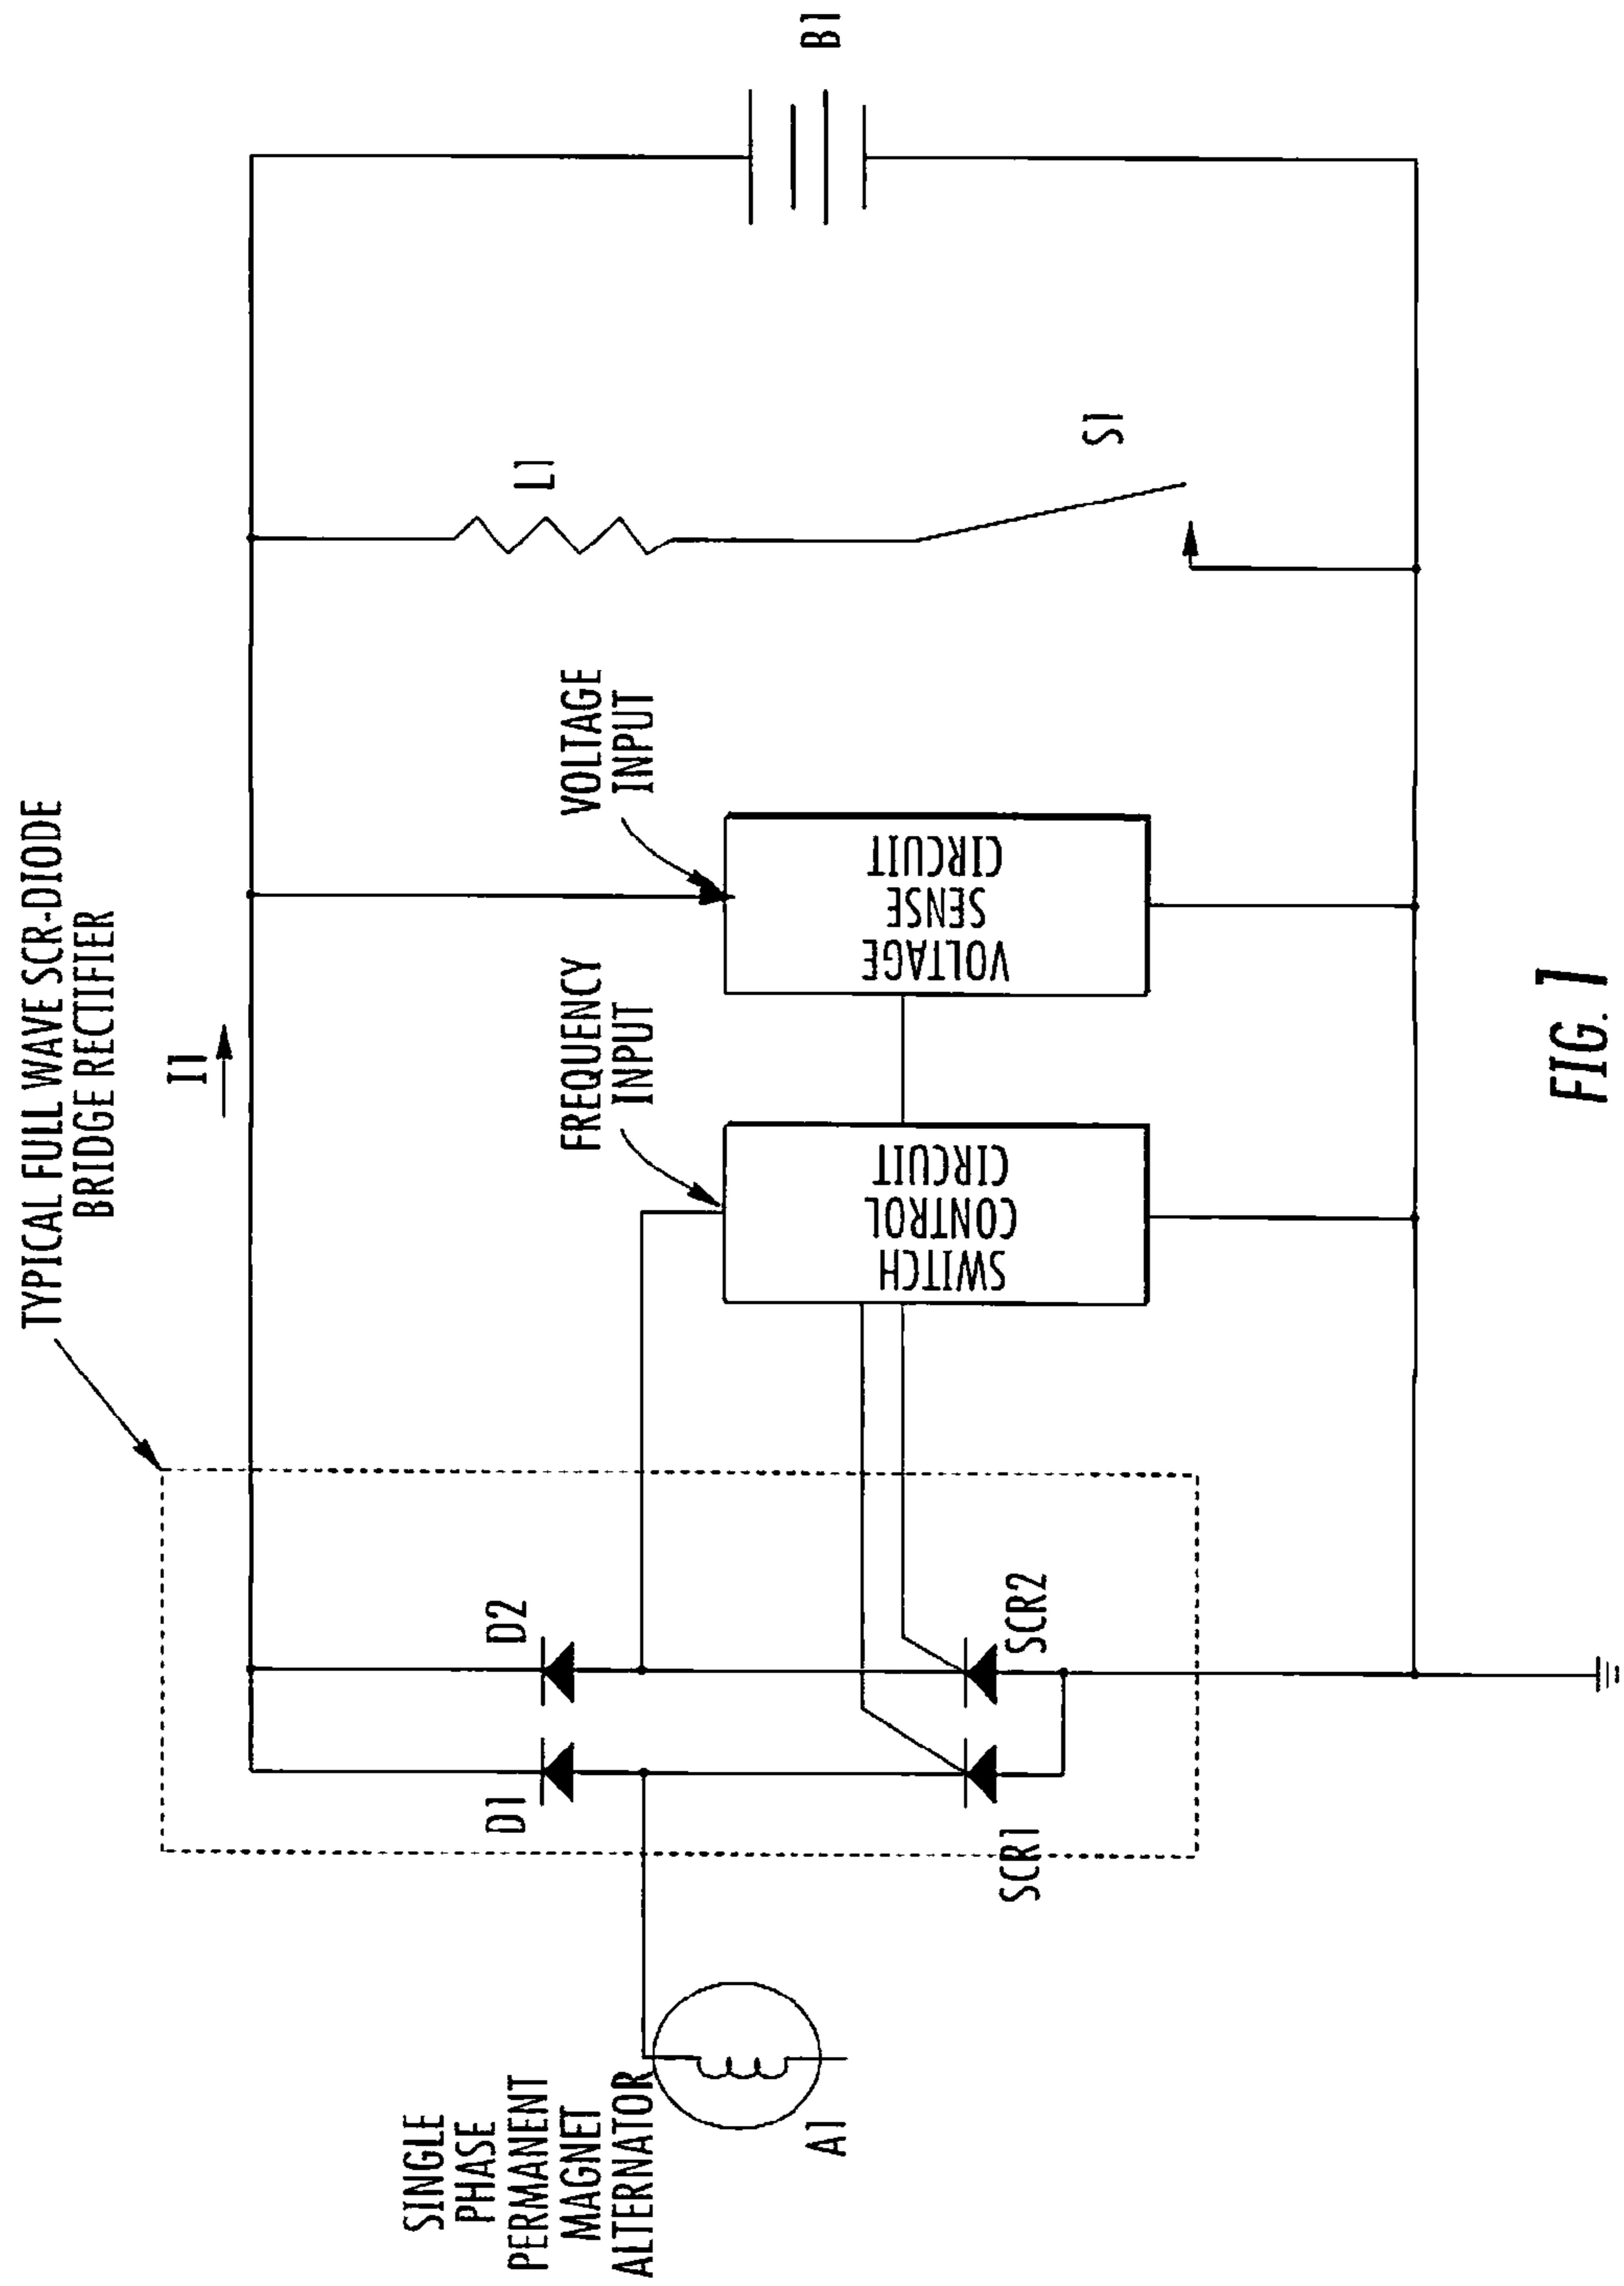 TYPICAL FULL WAVE SCR-DIODE
BRIDGE RECTIFIER
I1
D1
D2
SINGLE
PHASE
PERMANENT
MAGNET
ALTERNATOR
A1
SCR1
SCR2
FREQUENCY
INPUT
VOLTAGE
INPUT
SWITCH
CONTROL
CIRCUIT
VOLTAGE
SENSE
CIRCUIT
L1
S1
B1
FIG. 1